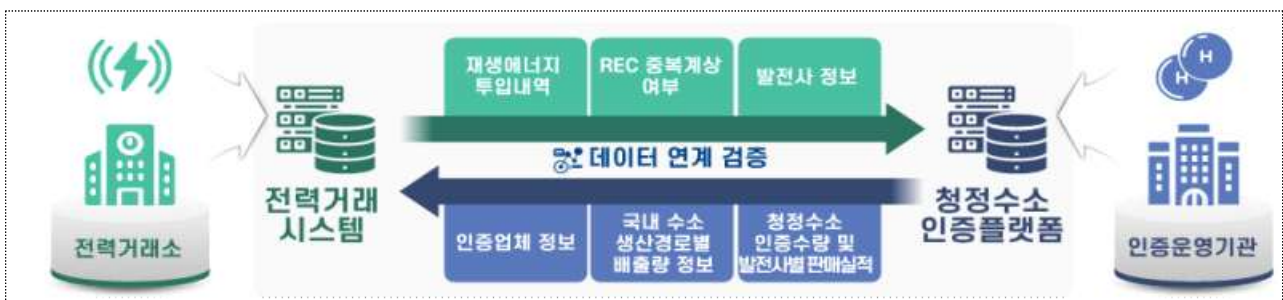 재생에너지
투입내역
REC 중복계상
여부
발전사 정보
H
H
데이터 연계 검증
전력거래소
전력거래
시스템
청정수소
인증플랫폼
인증운영기관
인증업체 정보
국내 수소
생산경로별
배출량 정보
청정수소
인증수량 및
발전사별 판매실적